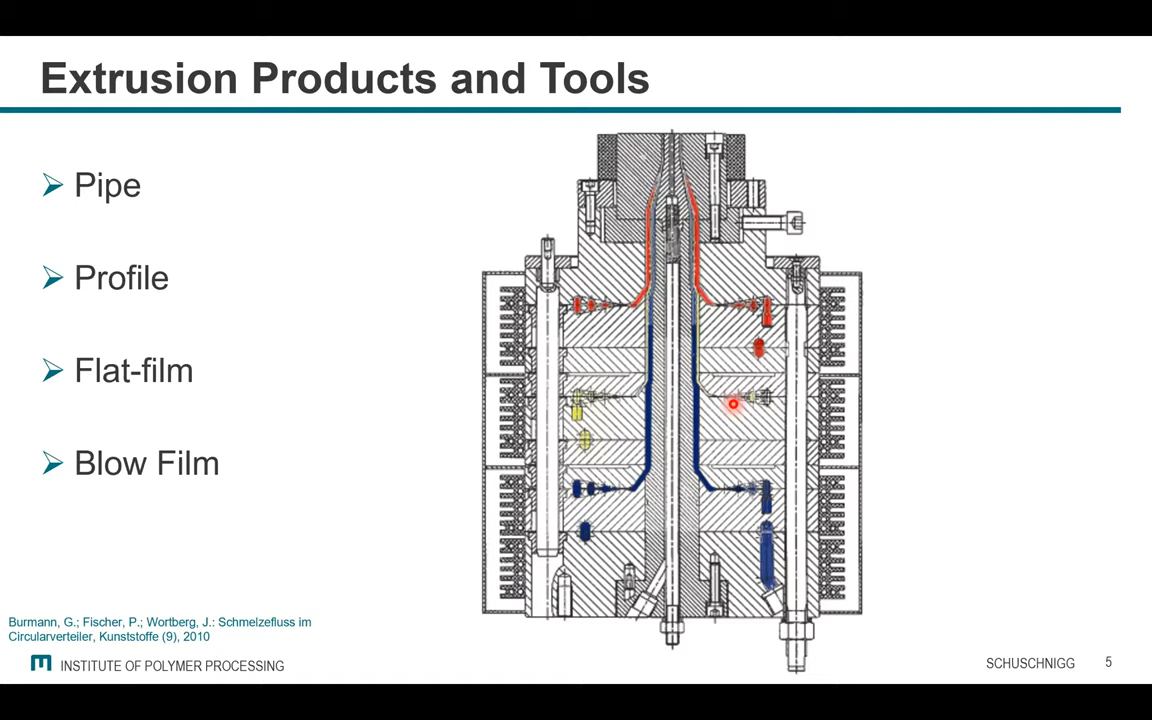 Extrusion Products and Tools
Pipe
Profile
Flat-film
Blow Film
Burmann, G.; Fischer, P.; Wortberg, J.: Schmelzefluss im
Circularverteiler, Kunststoffe (9), 2010
INSTITUTE OF POLYMER PROCESSING
SCHUSCHNIGG
5